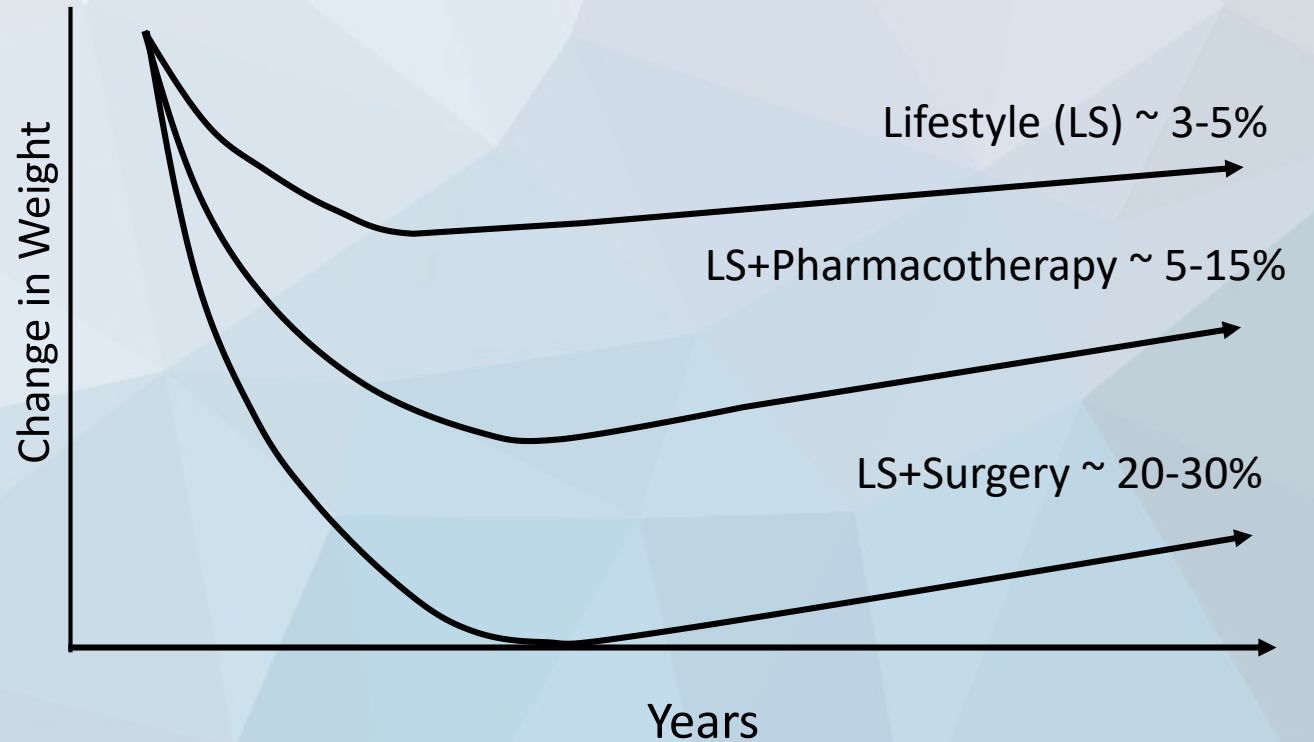 Change in Weight
Lifestyle (LS) ~ 3-5%
LS+Pharmacotherapy ~ 5-15%
LS+Surgery ~ 20-30%
Years